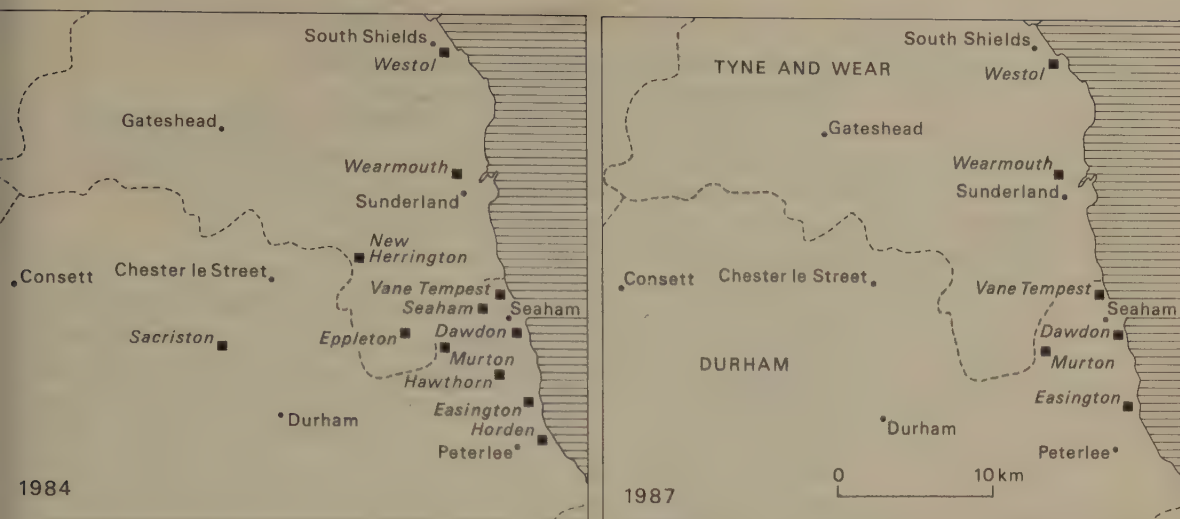 South Shields
Westol
Gateshead
Wearmouth
Sunderland
New
Herrington
Consett
Chester le Street
Vane Tempest
Seaham
Seaham
Sacriston
Eppleton
Dawdon
Murton
Hawthorn
Easington
Durham
Horden
Peterlee
1984
South Shields
TYNE AND WEAR
Westol
Gateshead
Wearmouth
Sunderland
Consett
Chester le Street
Vane Tempest
Seaham
Dawdon
Murton
DURHAM
Easington
Durham
Peterlee
0 10 km
1987